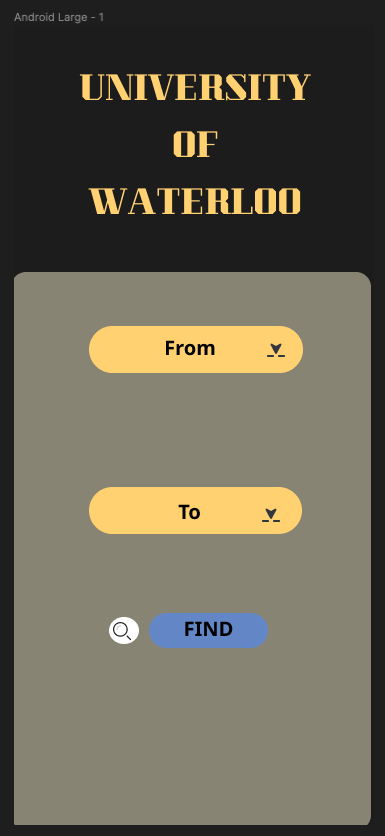 Android Large - 1
UNIVERSITY
OF
WATERLOO
From
To
FIND